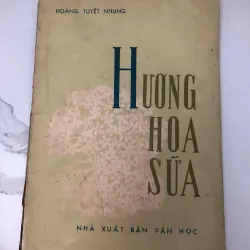 HOÀNG TUYẾT NHUNG
HƯƠNG
HOA
SỮA
NHÀ XUẤT BẢN VĂN HỌC